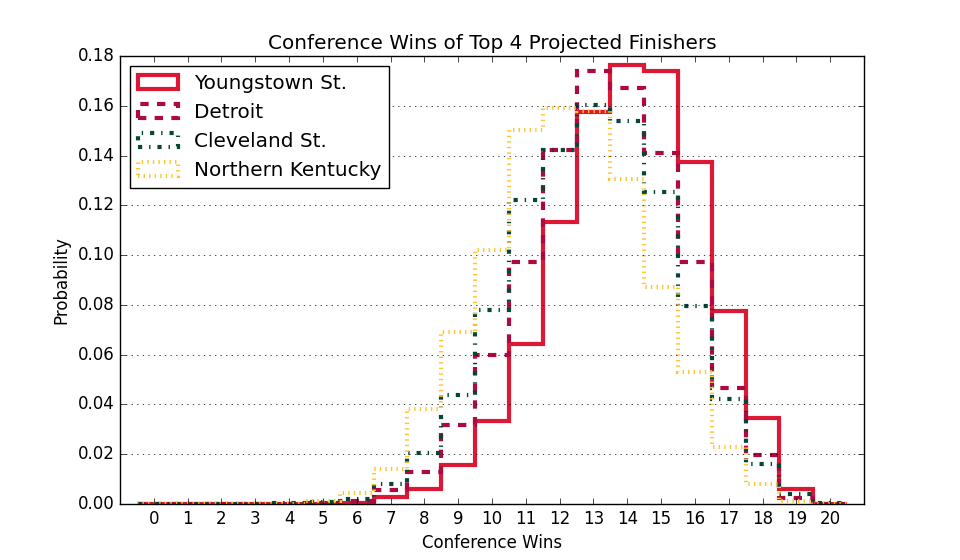 Conference Wins of Top 4 Projected Finishers
0.18
0.16
0.14
0.12
0.10
0.08
0.06
0.04
0.02
0.00
Probability
Youngstown St.
Detroit
Cleveland St.
Northern Kentucky
0 1 2 3 4 5 6 7 8 9 10 11 12 13 14 15 16 17 18 19 20
Conference Wins